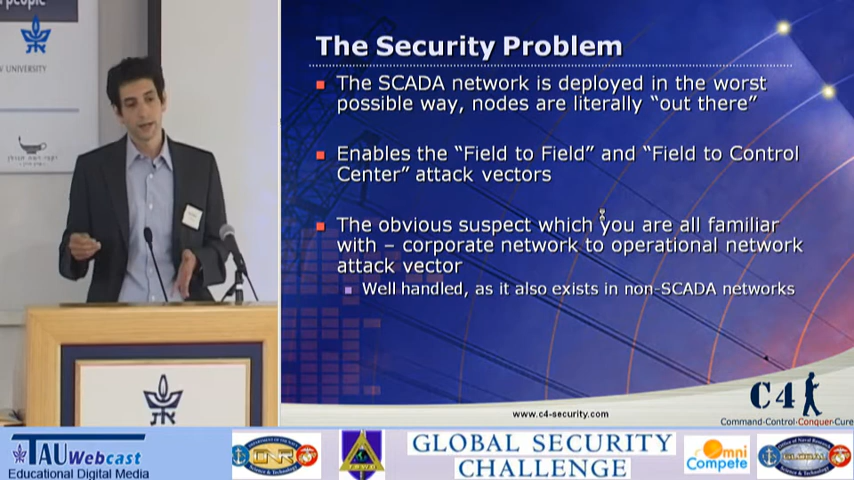 people
UNIVERSITY
The Security Problem
The SCADA network is deployed in the worst
possible way, nodes are literally “out there”
Enables the “Field to Field” and “Field to Control
Center” attack vectors
The obvious suspect which you are all familiar
with – corporate network to operational network
attack vector
Well handled, as it also exists in non-SCADA networks
C4
www.c4-security.com
Command-Control-Conquer-Cure
TAU Webcast
Educational Digital Media
ONR
GLOBAL SECURITY
CHALLENGE
Omni
Compete
GLOBAL